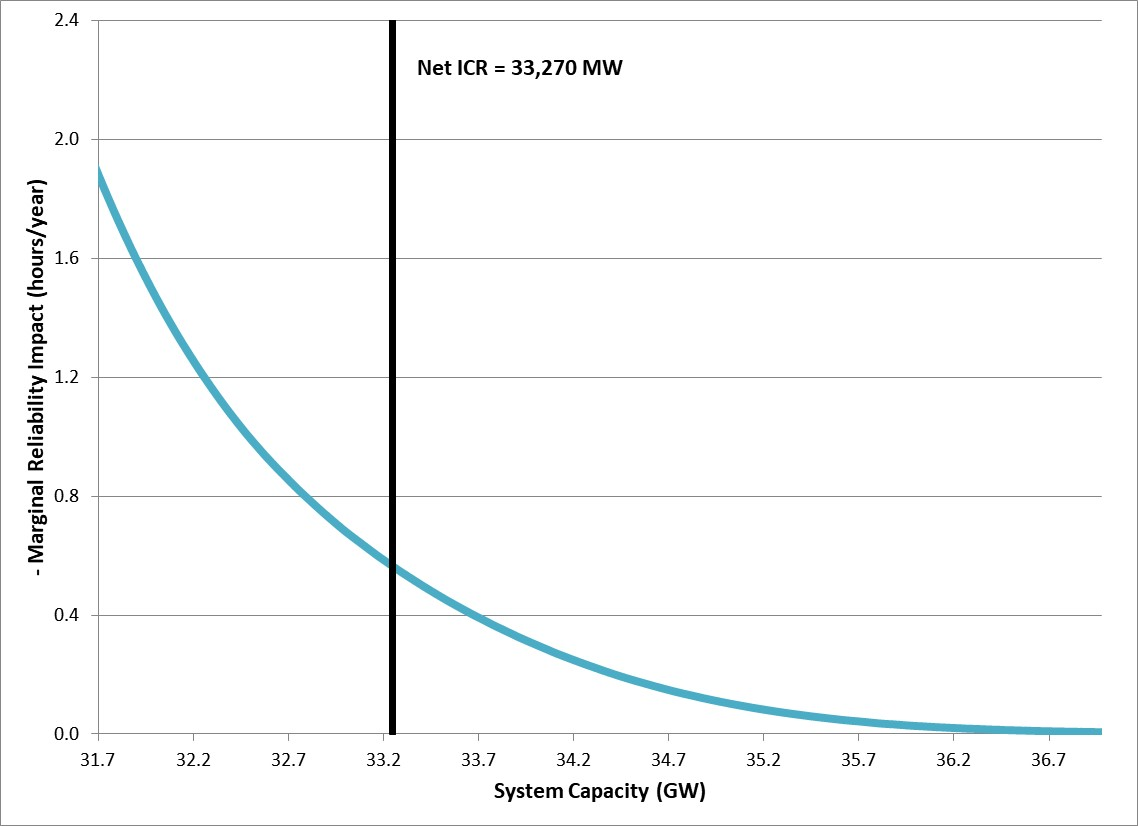 2.4
Net ICR = 33,270 MW
2.0
1.6
1.2
0.8
0.4
0.0
- Marginal Reliability Impact (hours/year)
31.7 32.2 32.7 33.2 33.7 34.2 34.7 35.2 35.7 36.2 36.7
System Capacity (GW)